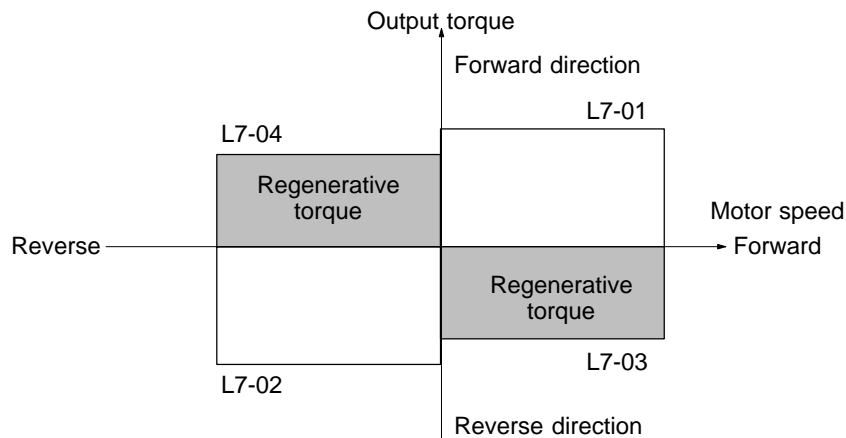 Output torque
Forward direction
L7-04
L7-01
Regenerative
torque
Motor speed
Reverse
Forward
Regenerative
torque
L7-02
L7-03
Reverse direction